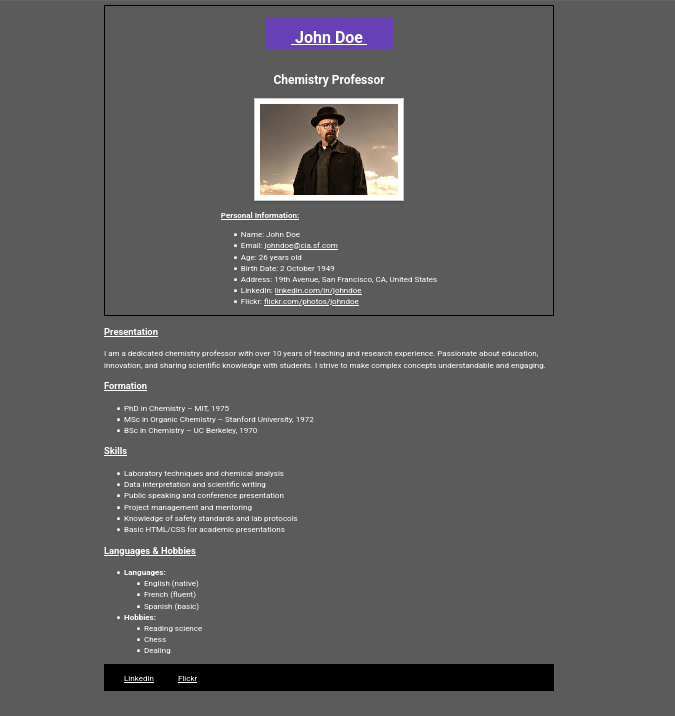 John Doe
Chemistry Professor
Personal Information:
Name: John Doe
Email: johndoe@cia.sf.com
Age: 26 years old
Birth Date: 2 October 1949
Address: 19th Avenue, San Francisco, CA, United States
LinkedIn: linkedin.com/in/johndoe
Flickr: flickr.com/photos/johndoe
Presentation
I am a dedicated chemistry professor with over 10 years of teaching and research experience. Passionate about education,
innovation, and sharing scientific knowledge with students. I strive to make complex concepts understandable and engaging.
Formation
PhD in Chemistry – MIT, 1975
MSc in Organic Chemistry – Stanford University, 1972
BSc in Chemistry – UC Berkeley, 1970
Skills
Laboratory techniques and chemical analysis
Data interpretation and scientific writing
Public speaking and conference presentation
Project management and mentoring
Knowledge of safety standards and lab protocols
Basic HTML/CSS for academic presentations
Languages & Hobbies
Languages:
English (native)
French (fluent)
Spanish (basic)
Hobbies:
Reading science
Chess
Dealing
LinkedIn Flickr